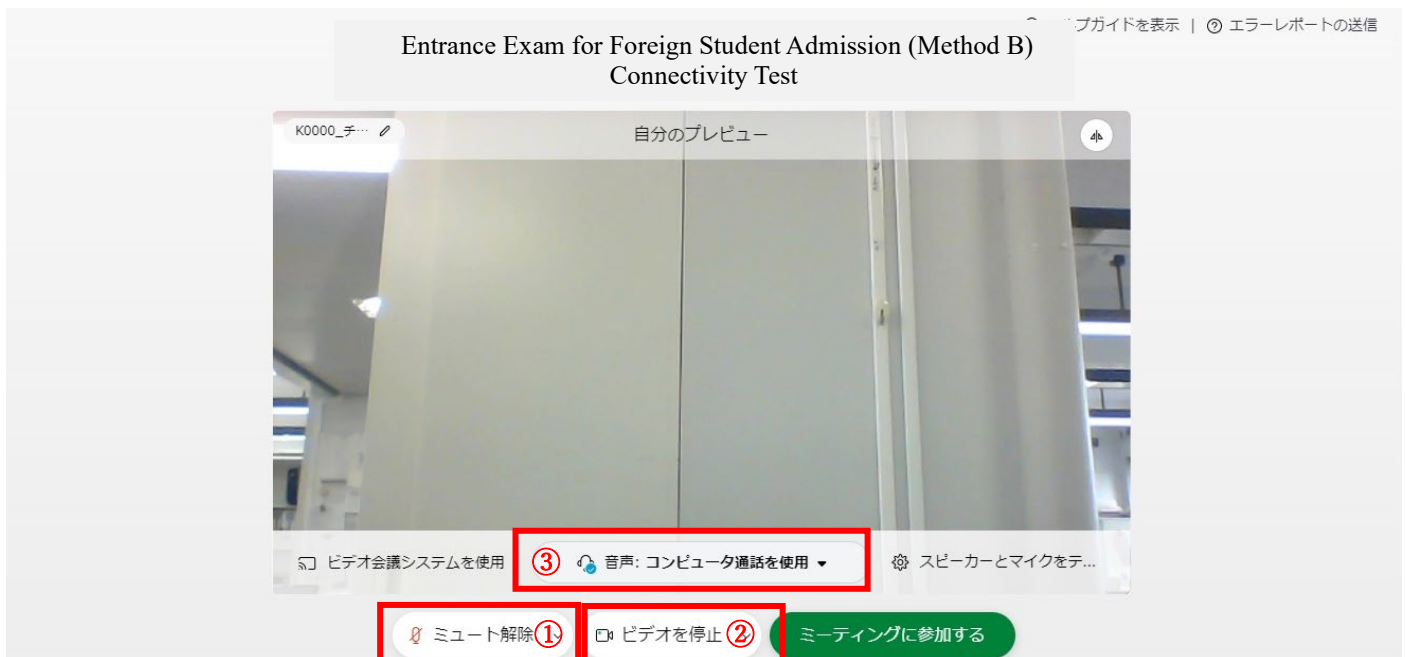 プガイドを表示 | ? エラーレポートの送信
Entrance Exam for Foreign Student Admission (Method B)
Connectivity Test
K0000_チ…
自分のプレビュー
ビデオ会議システムを使用
③ 音声: コンピュータ通話を使用
スピーカーとマイクをテ...
ミュート解除 ①
ビデオを停止 ②
ミーティングに参加する